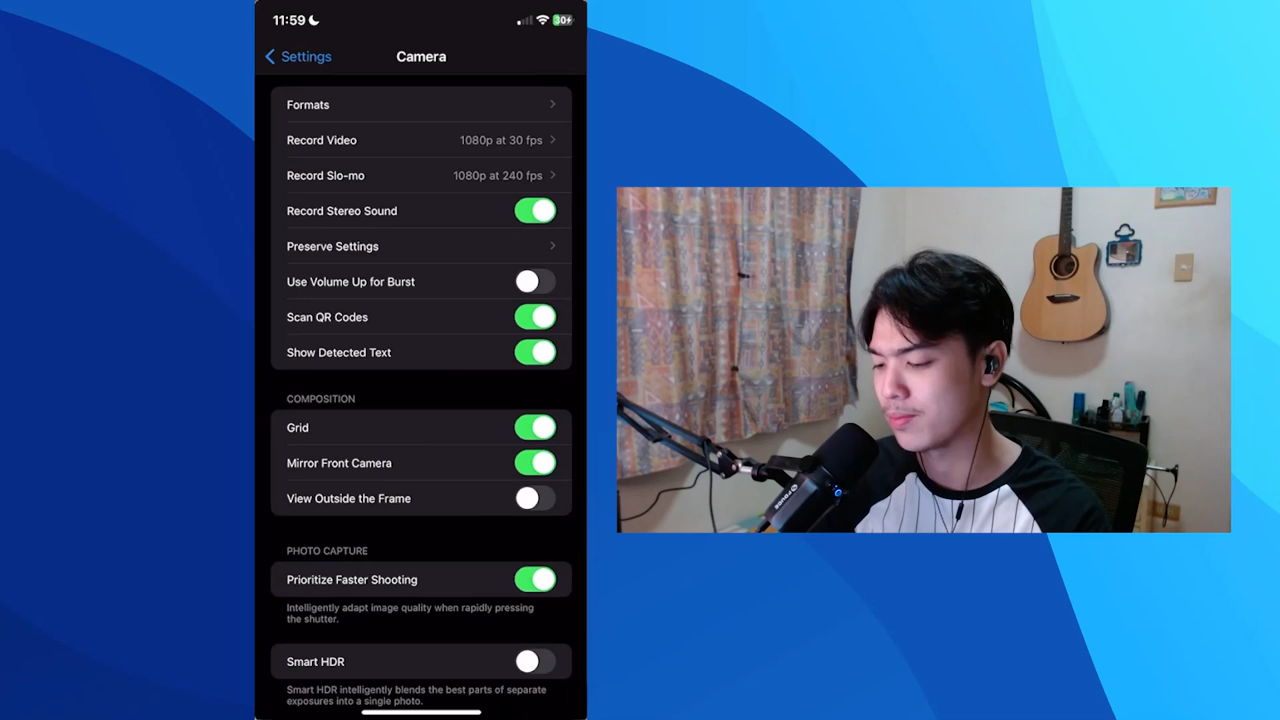 11:59
30
Settings
Camera
Formats
Record Video 1080p at 30 fps
Record Slo-mo 1080p at 240 fps
Record Stereo Sound
Preserve Settings
Use Volume Up for Burst
Scan QR Codes
Show Detected Text
COMPOSITION
Grid
Mirror Front Camera
View Outside the Frame
PHOTO CAPTURE
Prioritize Faster Shooting
Intelligently adapt image quality when rapidly pressing
the shutter.
Smart HDR
Smart HDR intelligently blends the best parts of separate
exposures into a single photo.